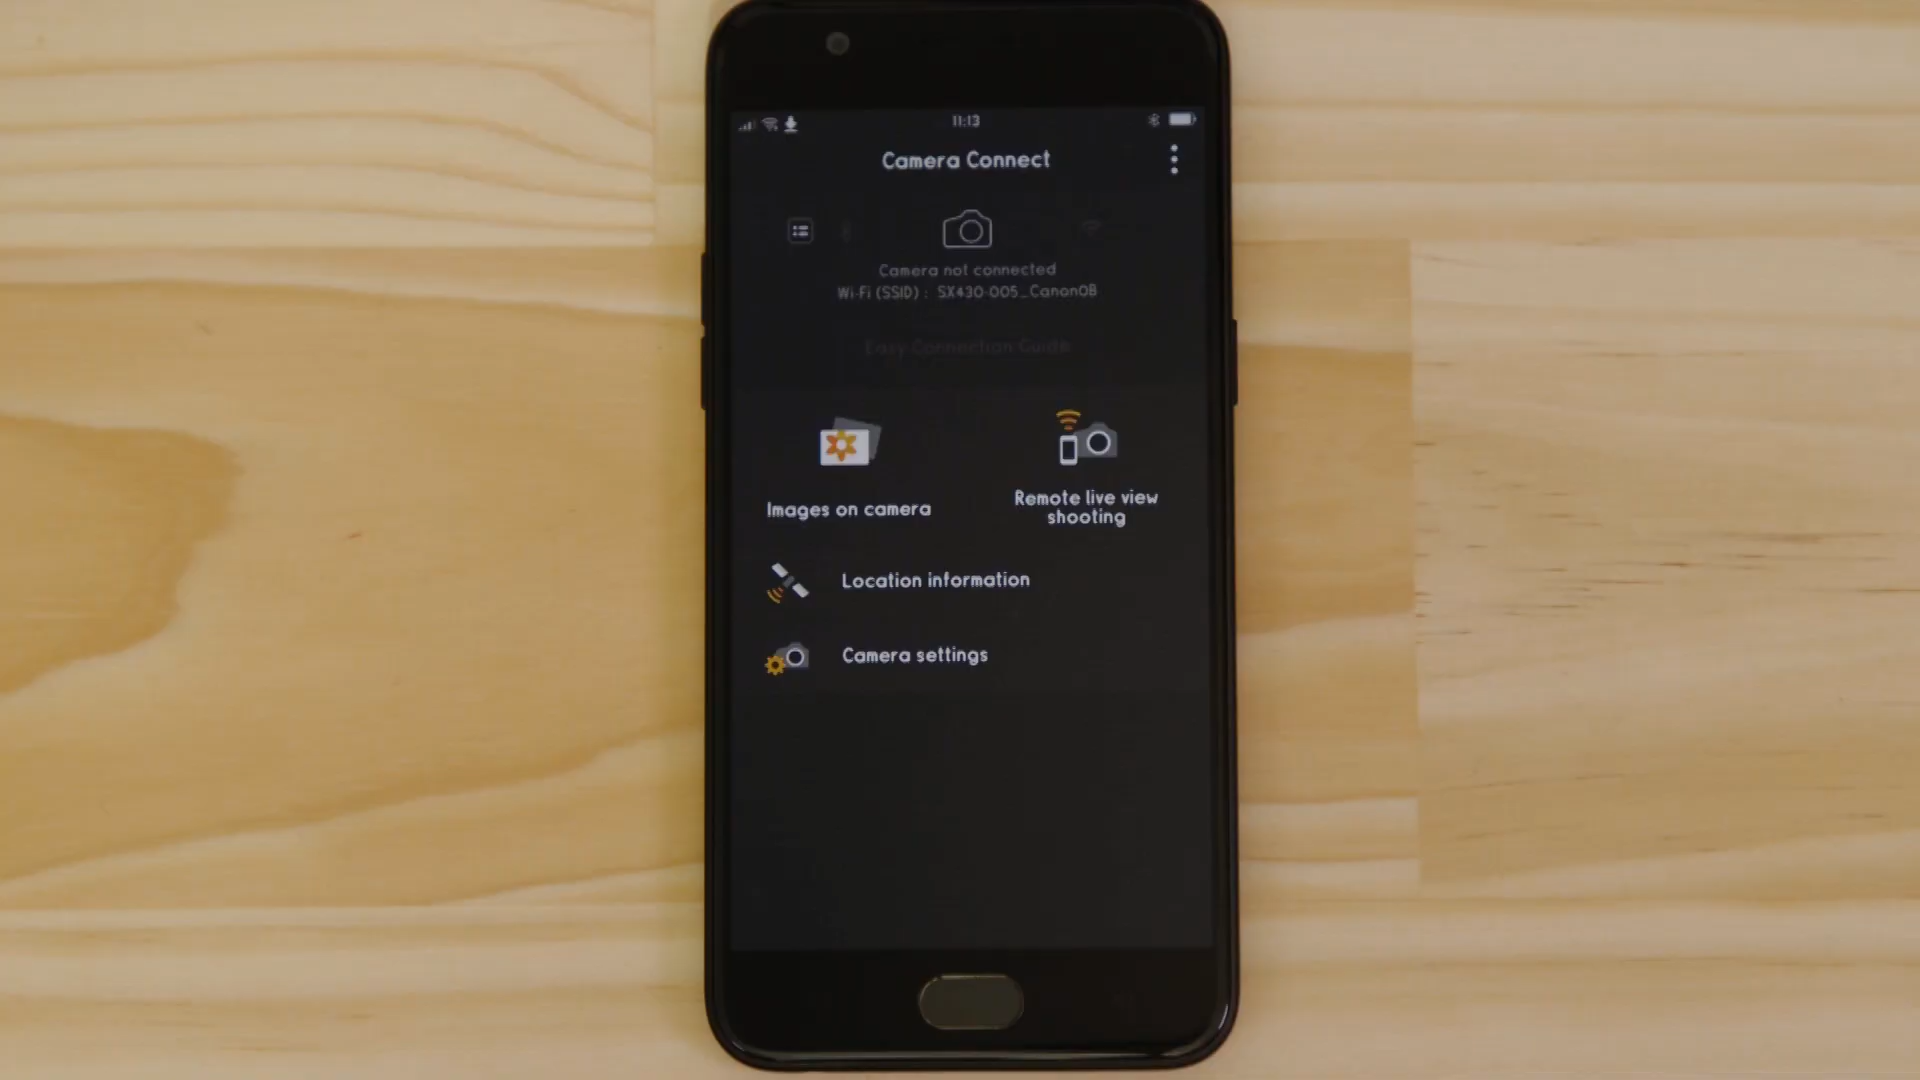 11:13
Camera Connect
Camera not connected
Wi-Fi (SSID) : SX430-005_Canon0B
Easy Connection Guide
Images on camera
Remote live view
shooting
Location information
Camera settings